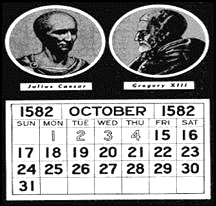 Julius Caesar Gregory XIII
1582 OCTOBER 1582
SUN MON TUE WED THU FRI SAT
1 2 3 4 15 16
17 18 19 20 21 22 23
24 25 26 27 28 29 30
31